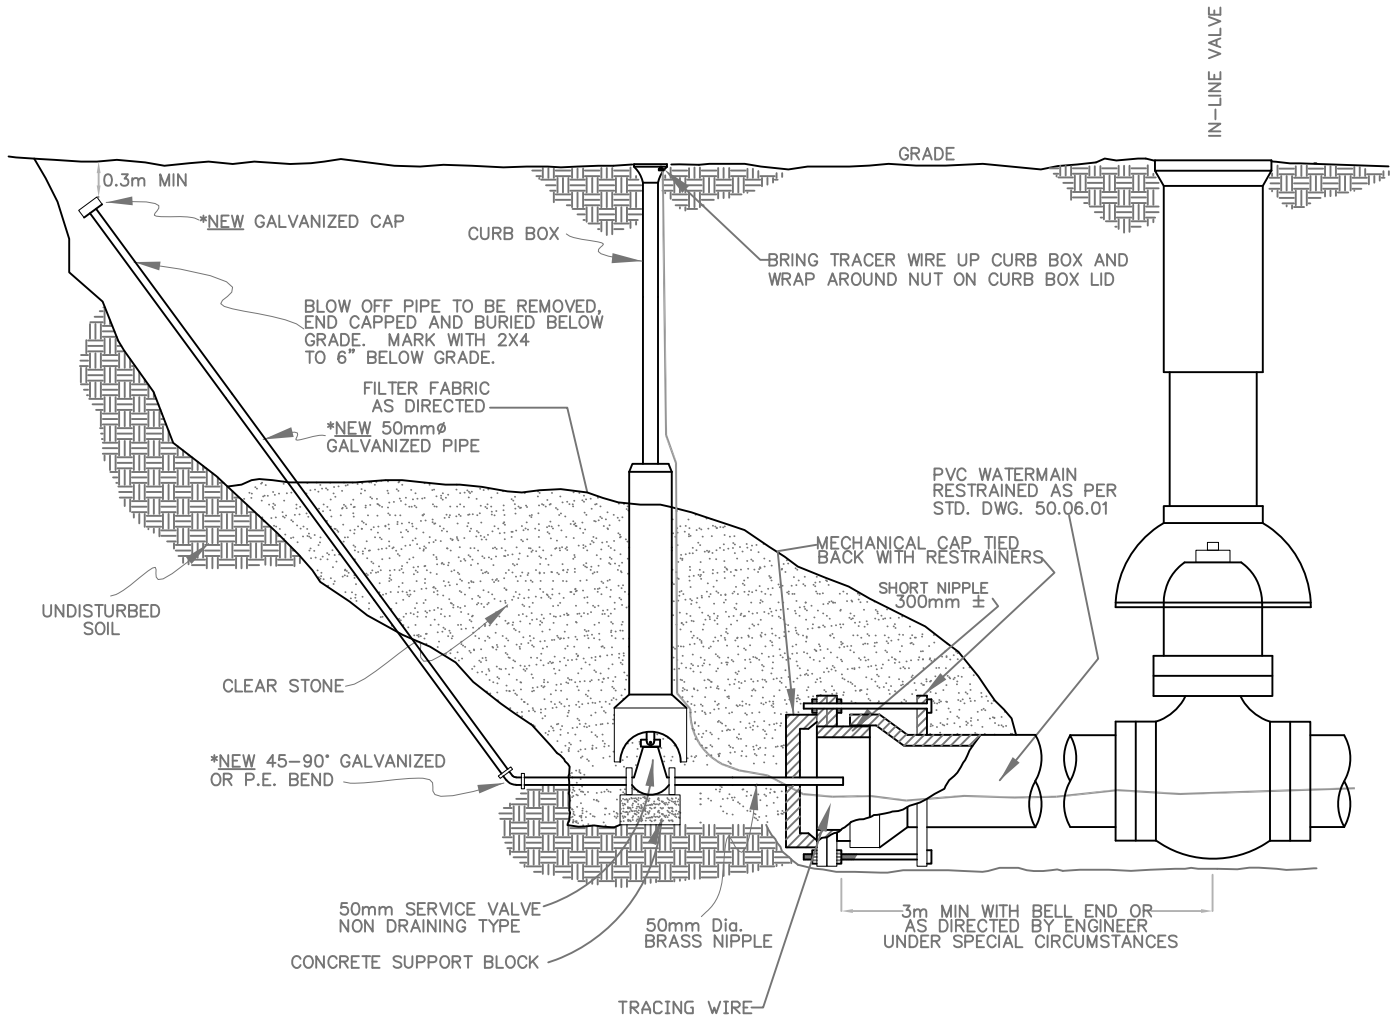 IN-LINE VALVE
GRADE
0.3m MIN
*NEW GALVANIZED CAP
CURB BOX
BRING TRACER WIRE UP CURB BOX AND
WRAP AROUND NUT ON CURB BOX LID
BLOW OFF PIPE TO BE REMOVED,
END CAPPED AND BURIED BELOW
GRADE. MARK WITH 2X4
TO 6” BELOW GRADE.
FILTER FABRIC
AS DIRECTED
*NEW 50mmø
GALVANIZED PIPE
PVC WATERMAIN
RESTRAINED AS PER
STD. DWG. 50.06.01
MECHANICAL CAP TIED
BACK WITH RESTRAINERS
SHORT NIPPLE
300mm ±
UNDISTURBED
SOIL
CLEAR STONE
*NEW 45-90° GALVANIZED
OR P.E. BEND
50mm SERVICE VALVE
NON DRAINING TYPE
50mm Dia.
BRASS NIPPLE
3m MIN WITH BELL END OR
AS DIRECTED BY ENGINEER
UNDER SPECIAL CIRCUMSTANCES
CONCRETE SUPPORT BLOCK
TRACING WIRE